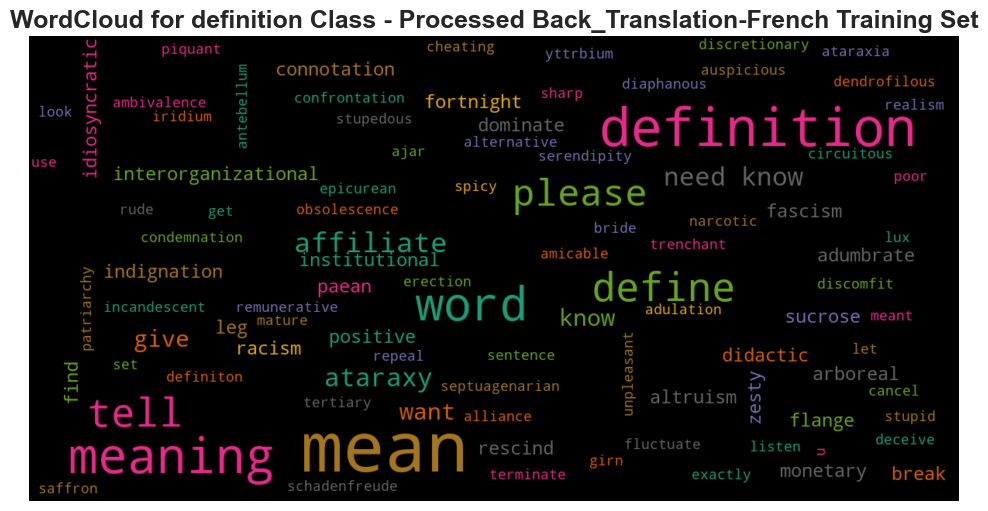 WordCloud for definition Class - Processed Back_Translation-French Training Set
piquant
cheating
yttrbium
discretionary
ataraxia
idiosyncratic
connotation
auspicious
dendrofilous
diaphanous
look
ambivalence
iridium
antebellum
confrontation
fortnight
sharp
realism
stupedous
dominate
definition
alternative
ajar
serendipity
circuitous
use
interorganizational
epicurean
spicy
please
need know
poor
rude
get
obsolescence
bride
narcotic
fascism
condemnation
affiliate
institutional
amicable
trenchant
lux
adumbrate
indignation
paean
erection
define
discomfit
patriarchy
incandescent
remunerative
word
adulation
know
sucrose
meant
give
leg
mature
racism
positive
repeal
sentence
unpleasant
didactic
let
find
set
definiton
ataraxy
septuagenarian
arboreal
zesty
cancel
tell
tertiary
want
alliance
altruism
flange
stupid
meaning
mean
rescind
fluctuate
listen
u
deceive
girn
terminate
exactly
monetary
break
saffron
schadenfreude